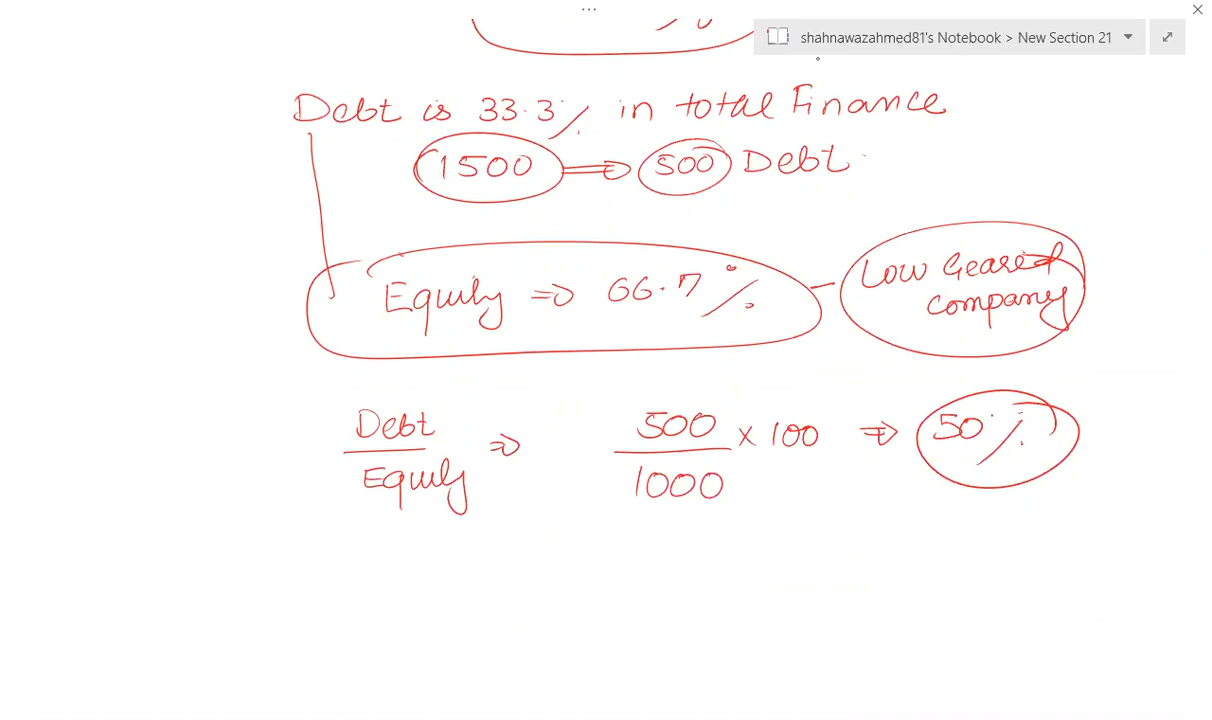 shahnawazahmed81's Notebook > New Section 21
Debt is 33.3% in total Finance
1500 ⇒ 500 Debt
Equity ⇒ 66.7% - Low Geared
company
Debt / Equity ⇒ 500 / 1000 × 100 ⇒ 50%